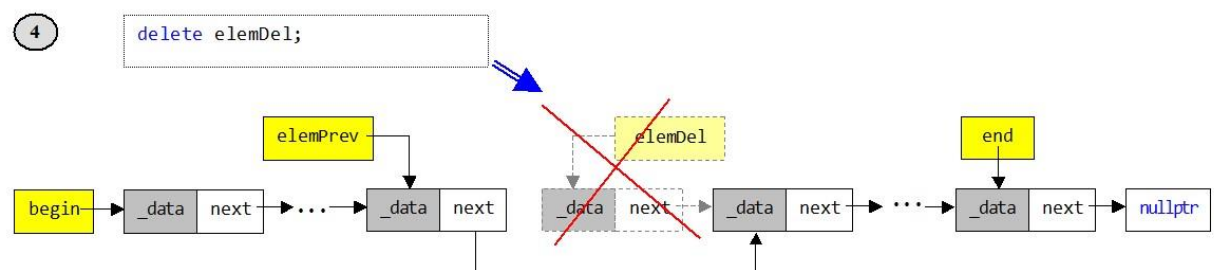 4
delete elemDel;
elemPrev elemDel end
begin _data next ... _data next _data next _data next ... _data next nullptr